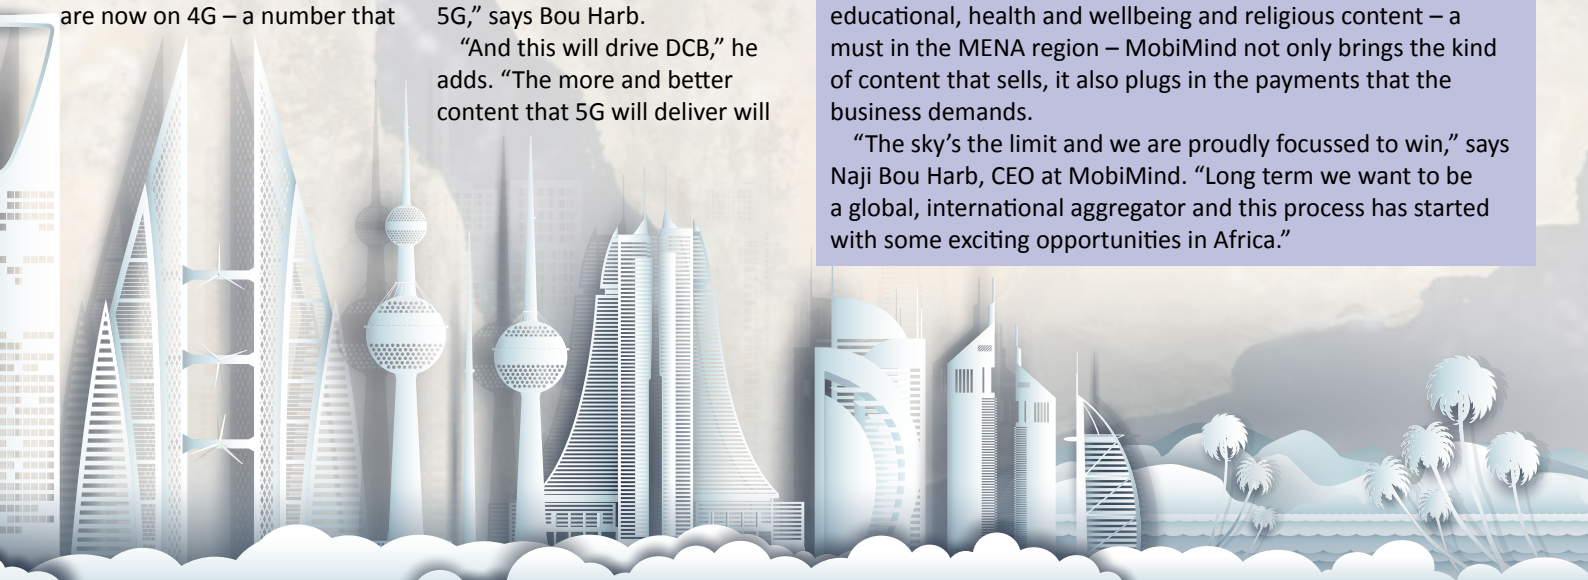 are now on 4G – a number that
5G,” says Bou Harb.
“And this will drive DCB,” he
adds. “The more and better
content that 5G will deliver will
educational, health and wellbeing and religious content – a
must in the MENA region – MobiMind not only brings the kind
of content that sells, it also plugs in the payments that the
business demands.
“The sky’s the limit and we are proudly focussed to win,” says
Naji Bou Harb, CEO at MobiMind. “Long term we want to be
a global, international aggregator and this process has started
with some exciting opportunities in Africa.”